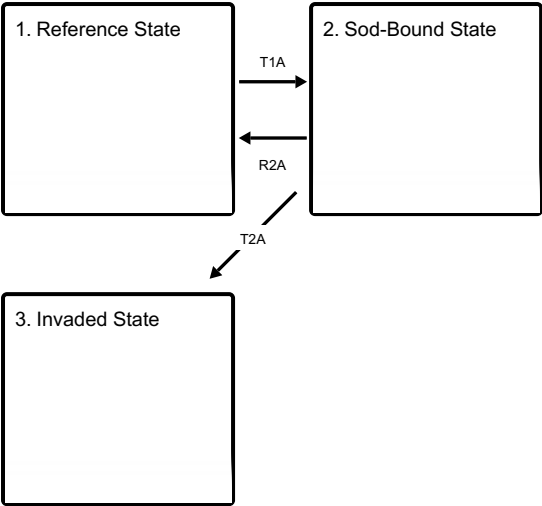 1. Reference State
2. Sod-Bound State
T1A
R2A
T2A
3. Invaded State